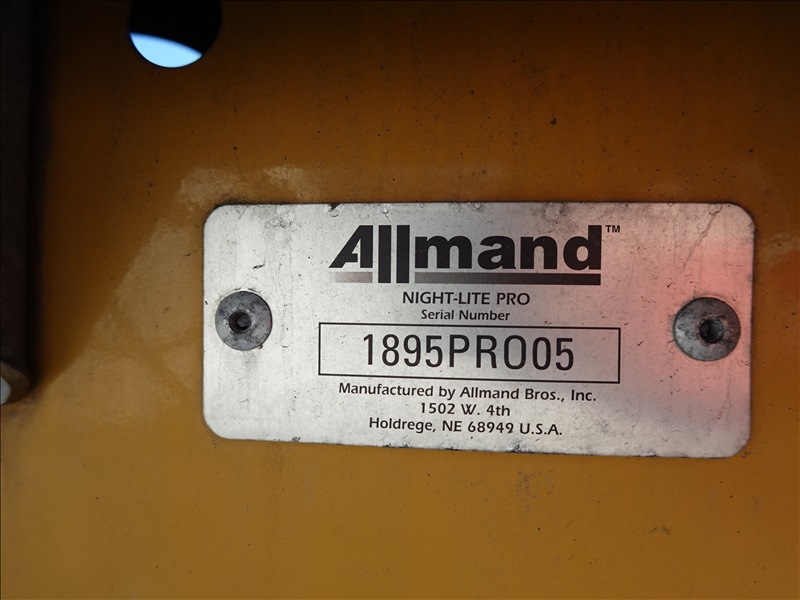 Allmand™
NIGHT-LITE PRO
Serial Number
1895PRO05
Manufactured by Allmand Bros., Inc.
1502 W. 4th
Holdrege, NE 68949 U.S.A.